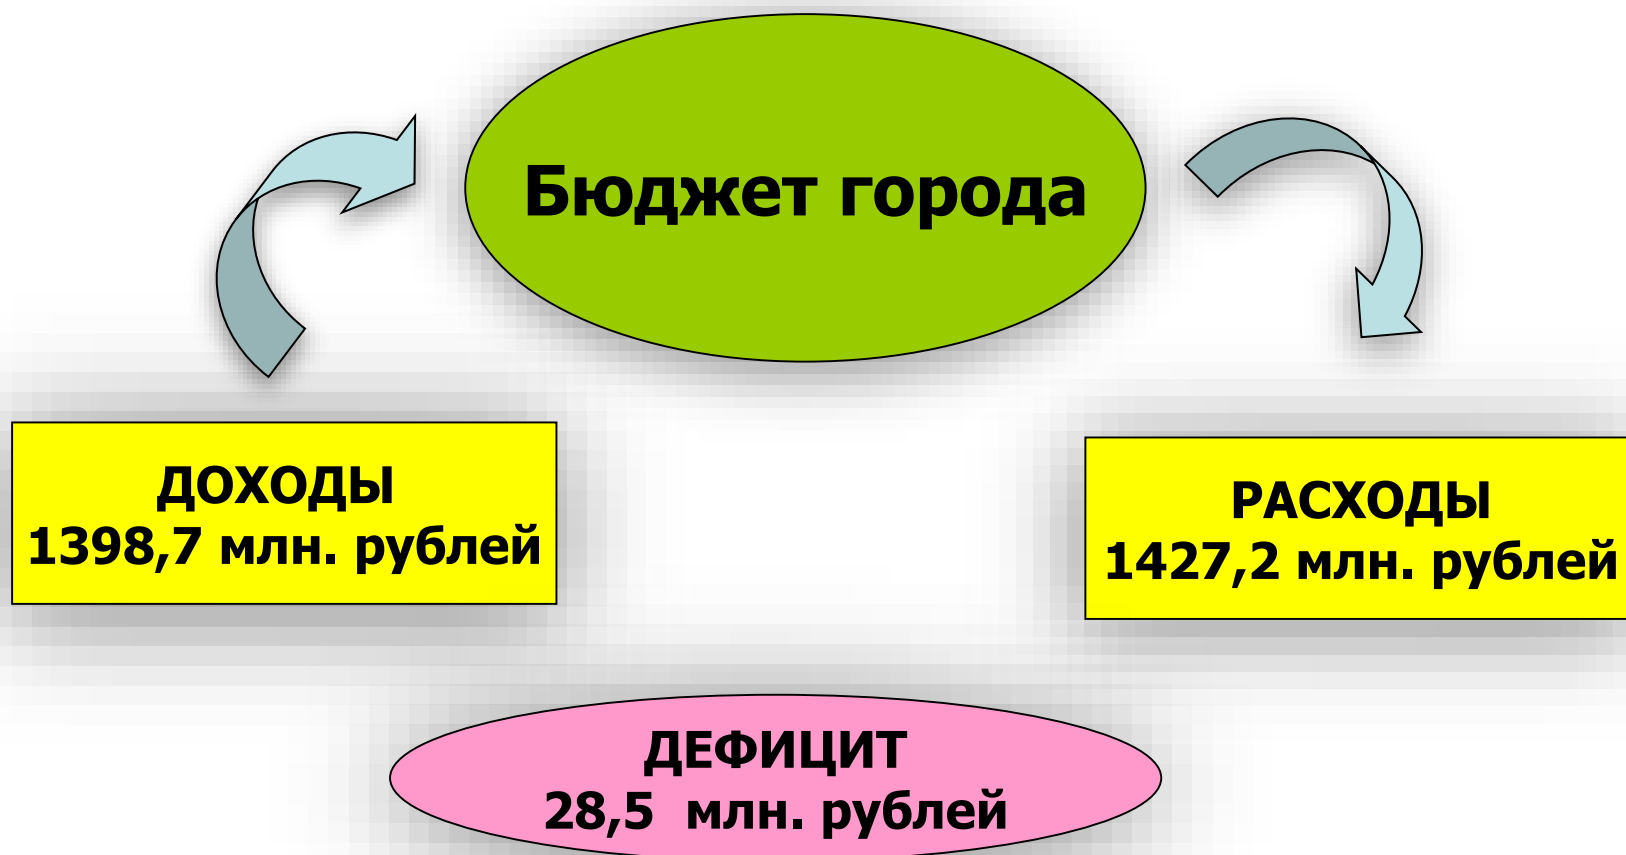 Бюджет города
ДОХОДЫ
1398,7 млн. рублей
РАСХОДЫ
1427,2 млн. рублей
ДЕФИЦИТ
28,5 млн. рублей